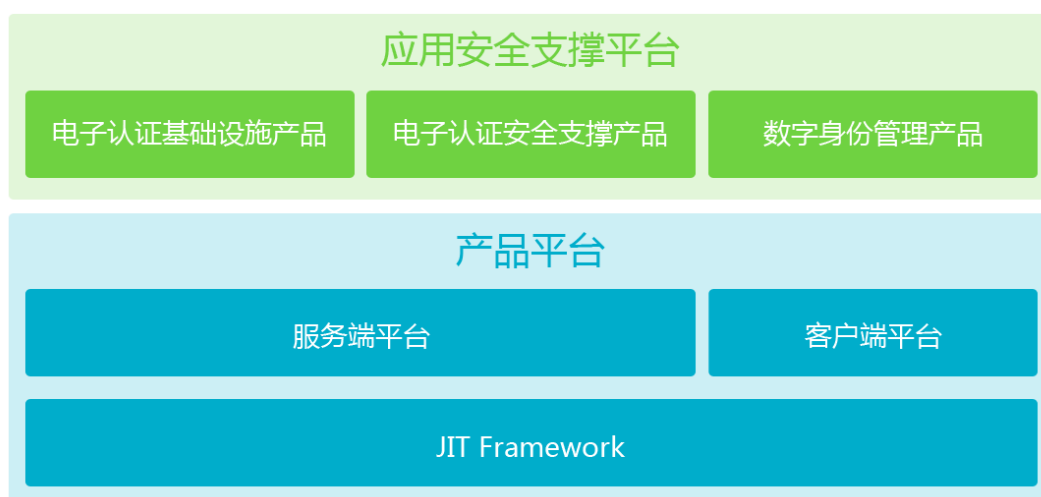 应用安全支撑平台
电子认证基础设施产品
电子认证安全支撑产品
数字身份管理产品
产品平台
服务端平台
客户端平台
JIT Framework